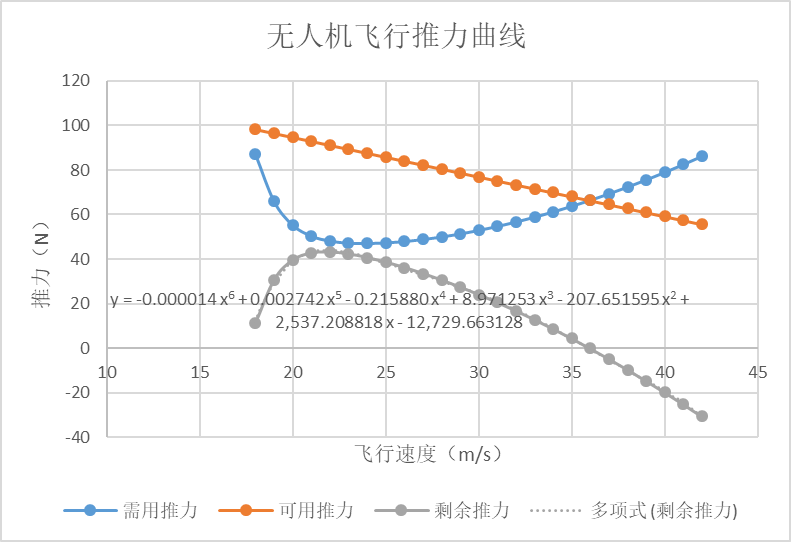 无人机飞行推力曲线
120
100
80
60
40
20
0
-20
-40
10 15 20 25 30 35 40 45
推力（N）
y = -0.000014 x⁶ + 0.002742 x⁵ - 0.215880 x⁴ + 8.971253 x³ - 207.651595 x² +
2,537.208818 x - 12,729.663128
飞行速度（m/s）
需用推力 可用推力 剩余推力 多项式 (剩余推力)